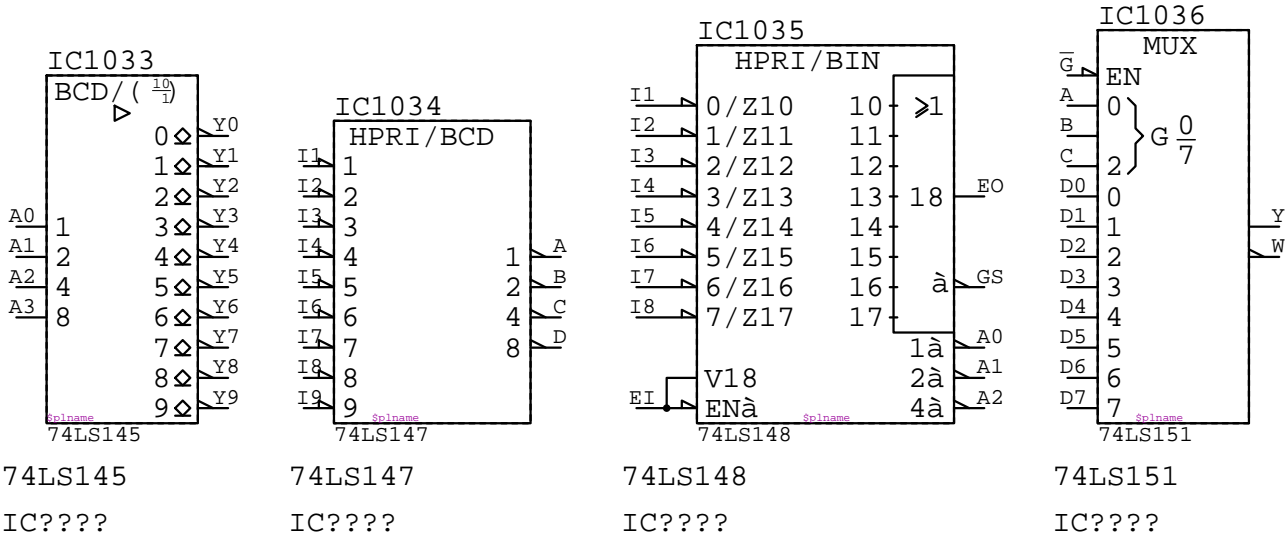 IC1033
BCD/( 10/1 )
0 Y0
1 Y1
2 Y2
A0 1 3 Y3
A1 2 4 Y4
A2 4 5 Y5
A3 8 6 Y6
7 Y7
8 Y8
9 Y9
$plname
74LS145
74LS145
IC????
IC1034
HPRI/BCD
I1 1
I2 2
I3 3
I4 4 1 A
I5 5 2 B
I6 6 4 C
I7 7 8 D
I8 8
I9 9
$plname
74LS147
74LS147
IC????
IC1035
HPRI/BIN
I1 0/Z10 10 ⩾1
I2 1/Z11 11
I3 2/Z12 12
I4 3/Z13 13 18 EO
I5 4/Z14 14
I6 5/Z15 15
I7 6/Z16 16 à GS
I8 7/Z17 17
1à A0
V18 2à A1
EI ENà 4à A2
$plname
74LS148
74LS148
IC????
IC1036
MUX
G̅ EN
A 0
B G 0/7
C 2
D0 0
D1 1 Y
D2 2 W
D3 3
D4 4
D5 5
D6 6
D7 7
$plname
74LS151
74LS151
IC????